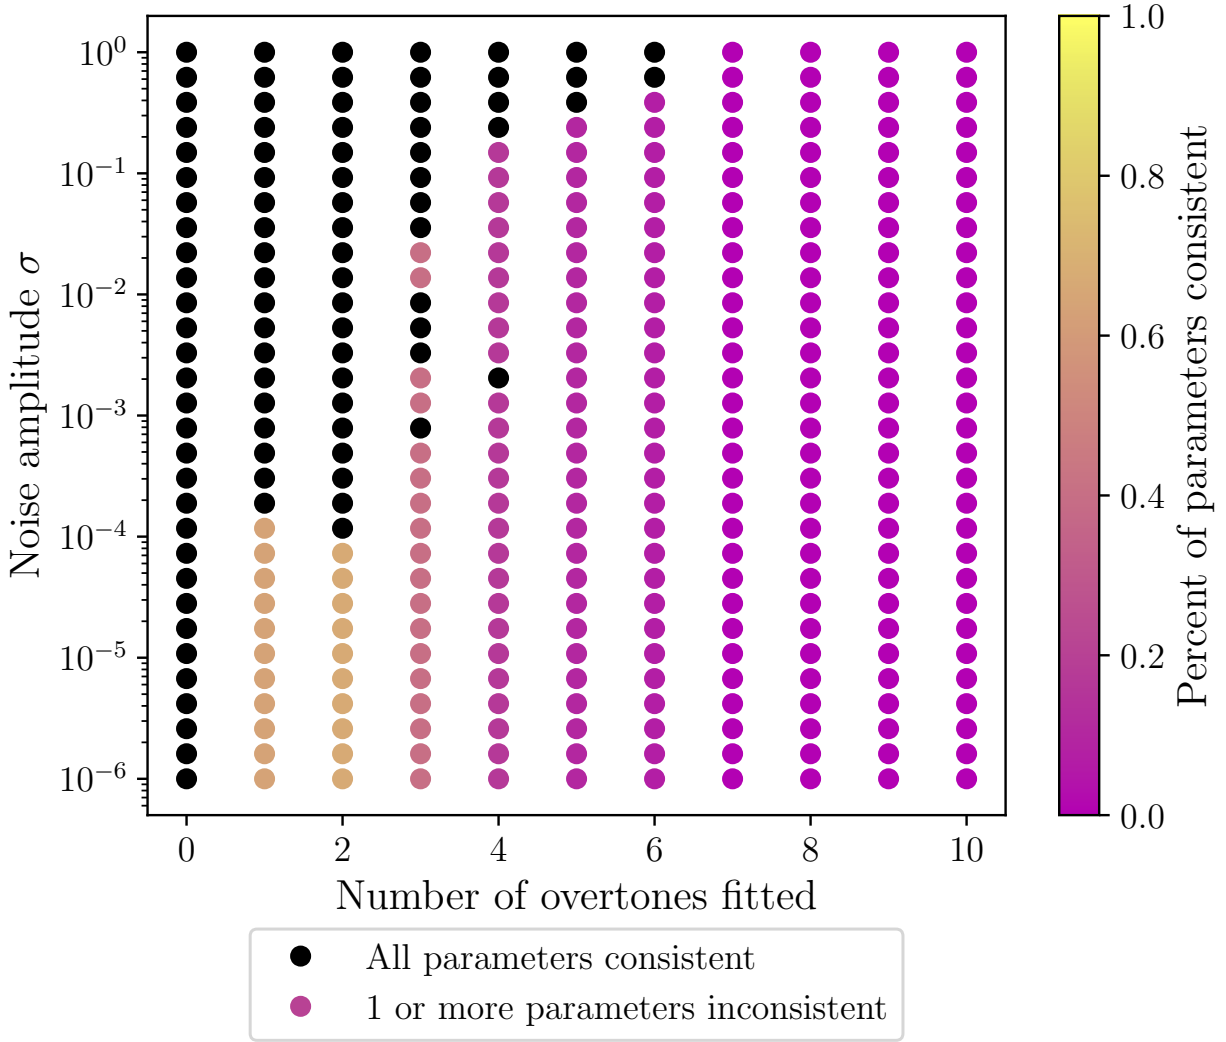 10⁰
10⁻¹
10⁻²
10⁻³
10⁻⁴
10⁻⁵
10⁻⁶
Noise amplitude σ
0 2 4 6 8 10
Number of overtones fitted
All parameters consistent
1 or more parameters inconsistent
1.0
0.8
0.6
0.4
0.2
0.0
Percent of parameters consistent